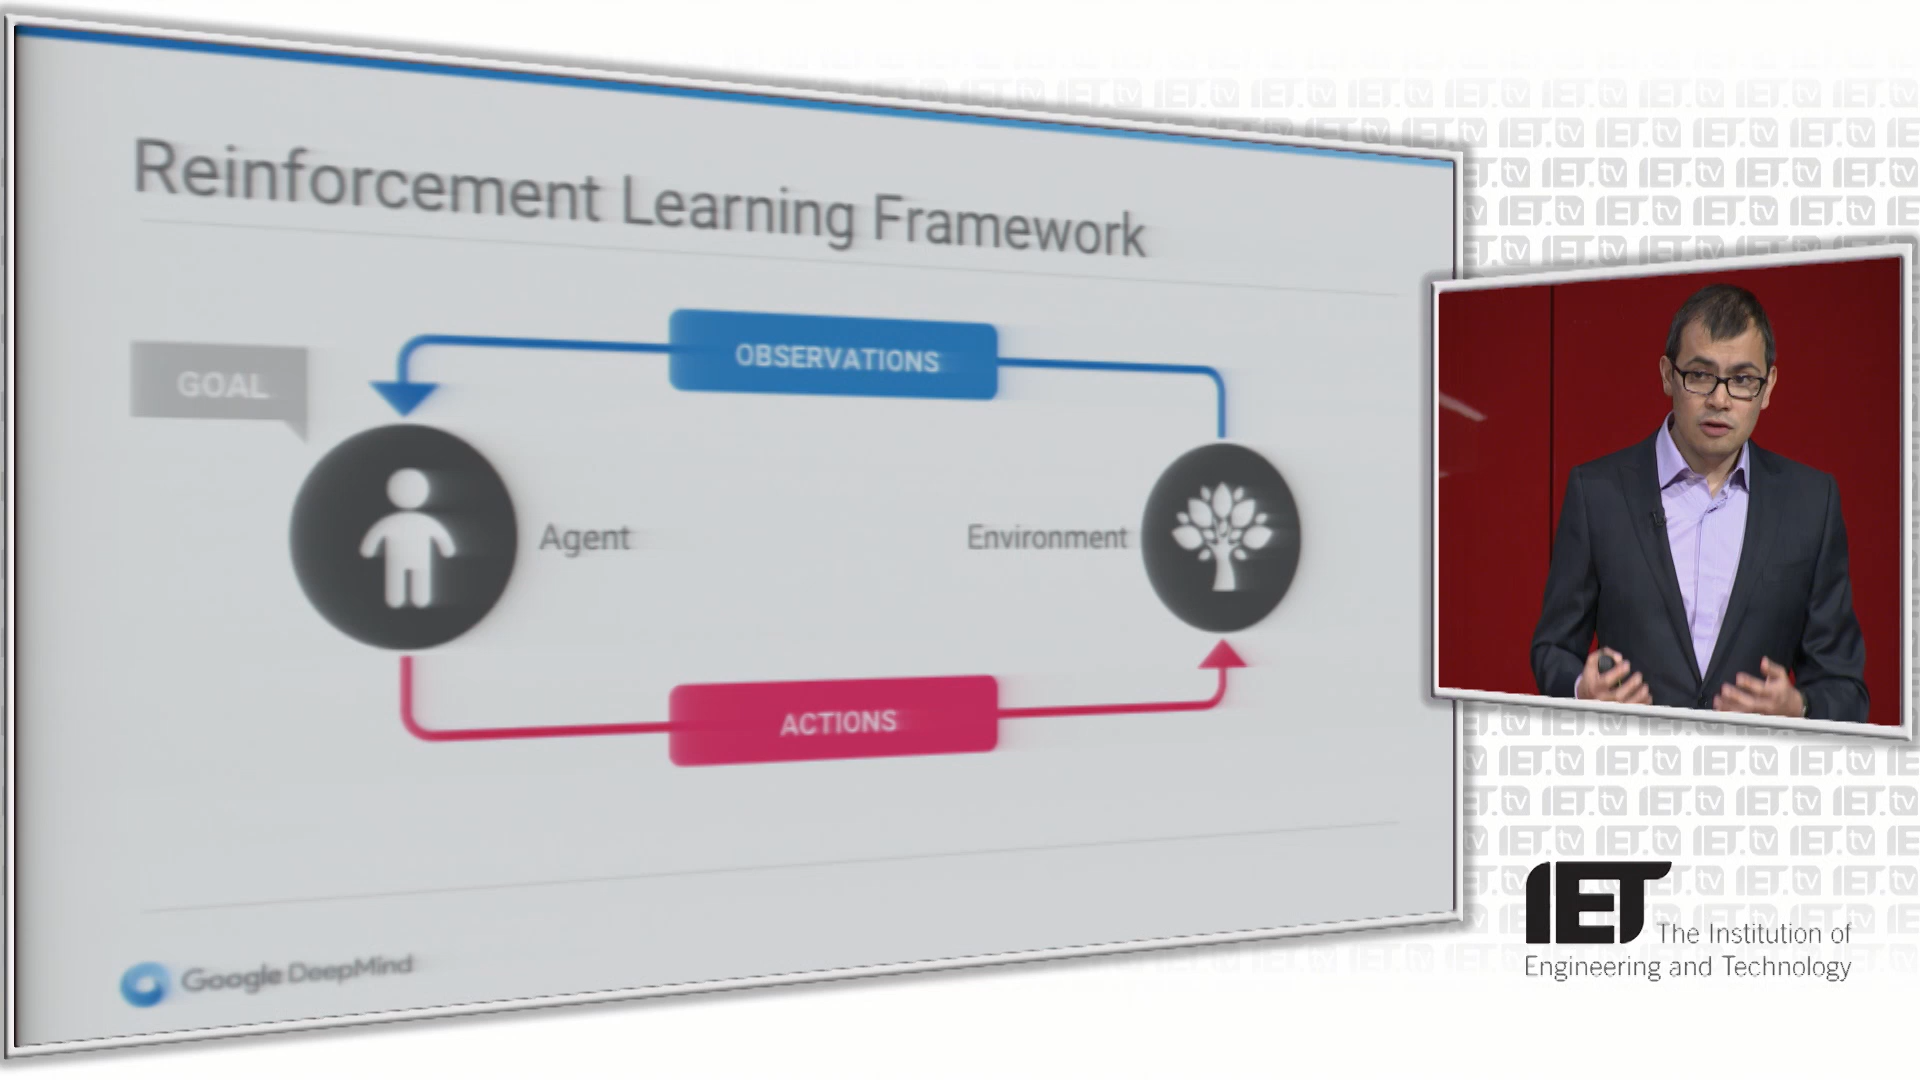 Reinforcement Learning Framework
OBSERVATIONS
GOAL
Agent
Environment
ACTIONS
Google DeepMind
IET
The Institution of
Engineering and Technology
IET.tv